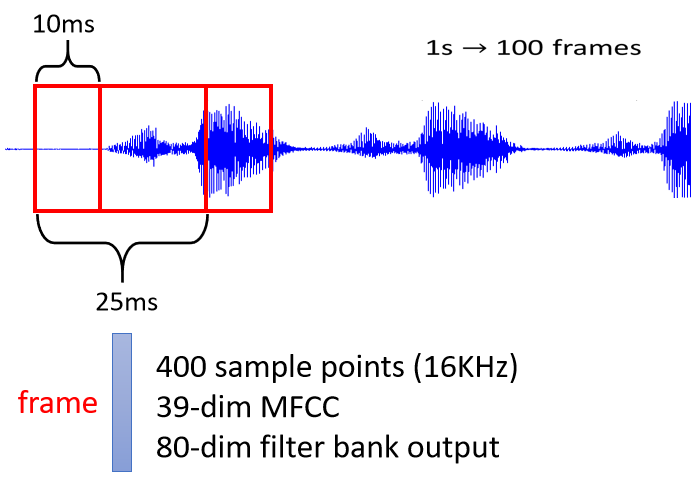 10ms
1s → 100 frames
25ms
frame
400 sample points (16KHz)
39-dim MFCC
80-dim filter bank output